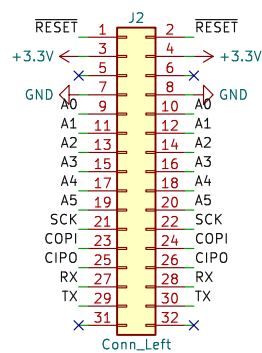 J2
RESET 1 2 RESET
+3.3V 3 4 +3.3V
5 6
GND 7 8 GND
A0 9 10 A0
A1 11 12 A1
A2 13 14 A2
A3 15 16 A3
A4 17 18 A4
A5 19 20 A5
SCK 21 22 SCK
COPI 23 24 COPI
CIPO 25 26 CIPO
RX 27 28 RX
TX 29 30 TX
31 32
Conn_Left